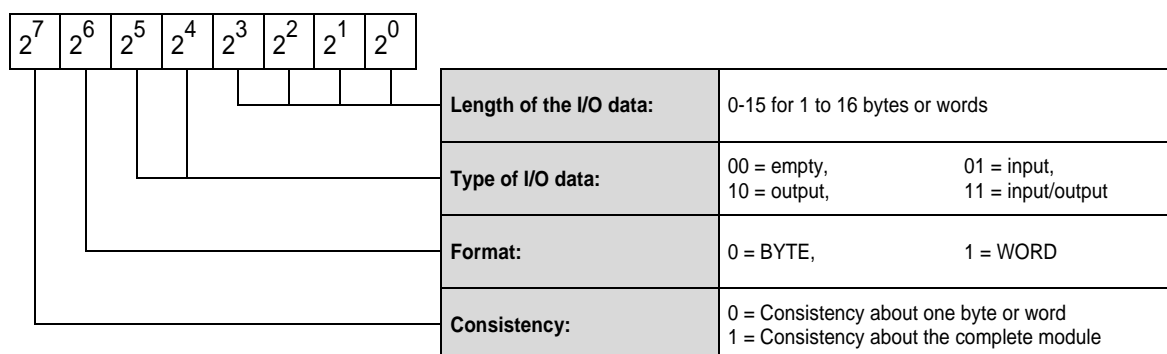 2^7 2^6 2^5 2^4 2^3 2^2 2^1 2^0
Length of the I/O data: 0-15 for 1 to 16 bytes or words
Type of I/O data: 00 = empty, 01 = input,
10 = output, 11 = input/output
Format: 0 = BYTE, 1 = WORD
Consistency: 0 = Consistency about one byte or word
1 = Consistency about the complete module